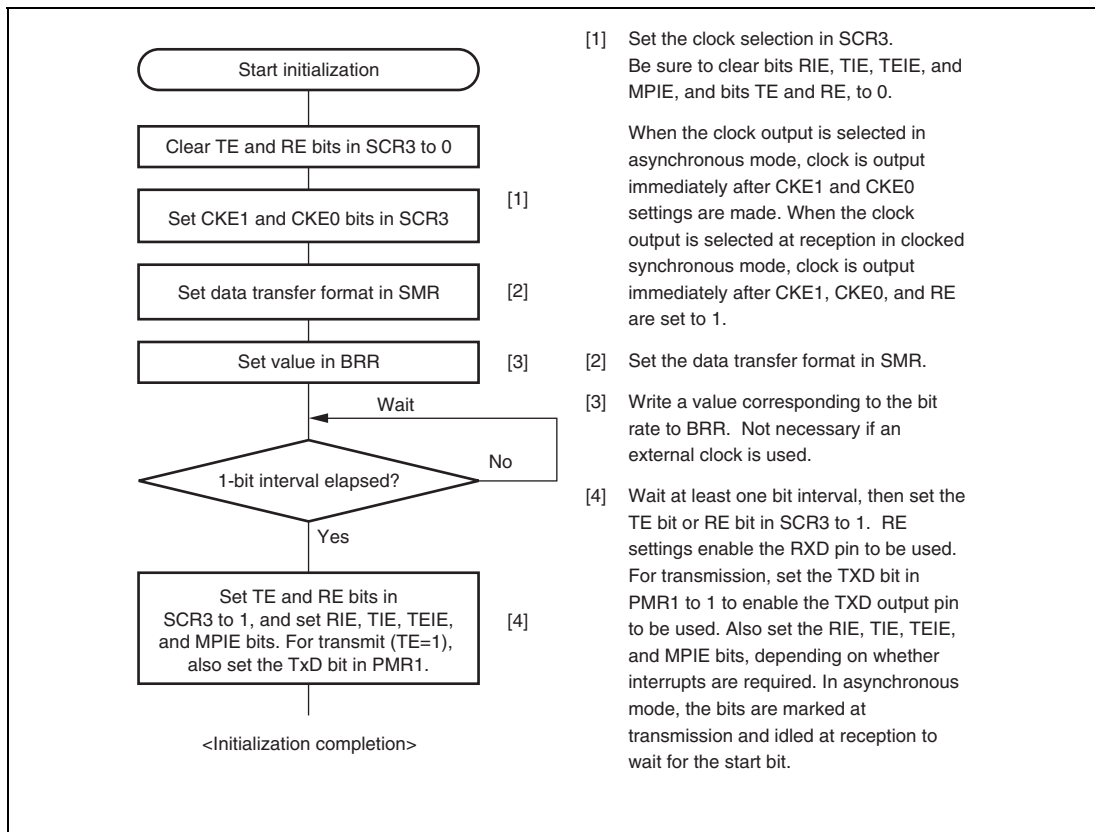 Start initialization
Clear TE and RE bits in SCR3 to 0
Set CKE1 and CKE0 bits in SCR3
[1]
Set data transfer format in SMR
[2]
Set value in BRR
[3]
Wait
No
1-bit interval elapsed?
Yes
Set TE and RE bits in
SCR3 to 1, and set RIE, TIE, TEIE,
and MPIE bits. For transmit (TE=1),
also set the TxD bit in PMR1.
[4]
<Initialization completion>
[1] Set the clock selection in SCR3.
Be sure to clear bits RIE, TIE, TEIE, and
MPIE, and bits TE and RE, to 0.
When the clock output is selected in
asynchronous mode, clock is output
immediately after CKE1 and CKE0
settings are made. When the clock
output is selected at reception in clocked
synchronous mode, clock is output
immediately after CKE1, CKE0, and RE
are set to 1.
[2] Set the data transfer format in SMR.
[3] Write a value corresponding to the bit
rate to BRR. Not necessary if an
external clock is used.
[4] Wait at least one bit interval, then set the
TE bit or RE bit in SCR3 to 1. RE
settings enable the RXD pin to be used.
For transmission, set the TXD bit in
PMR1 to 1 to enable the TXD output pin
to be used. Also set the RIE, TIE, TEIE,
and MPIE bits, depending on whether
interrupts are required. In asynchronous
mode, the bits are marked at
transmission and idled at reception to
wait for the start bit.